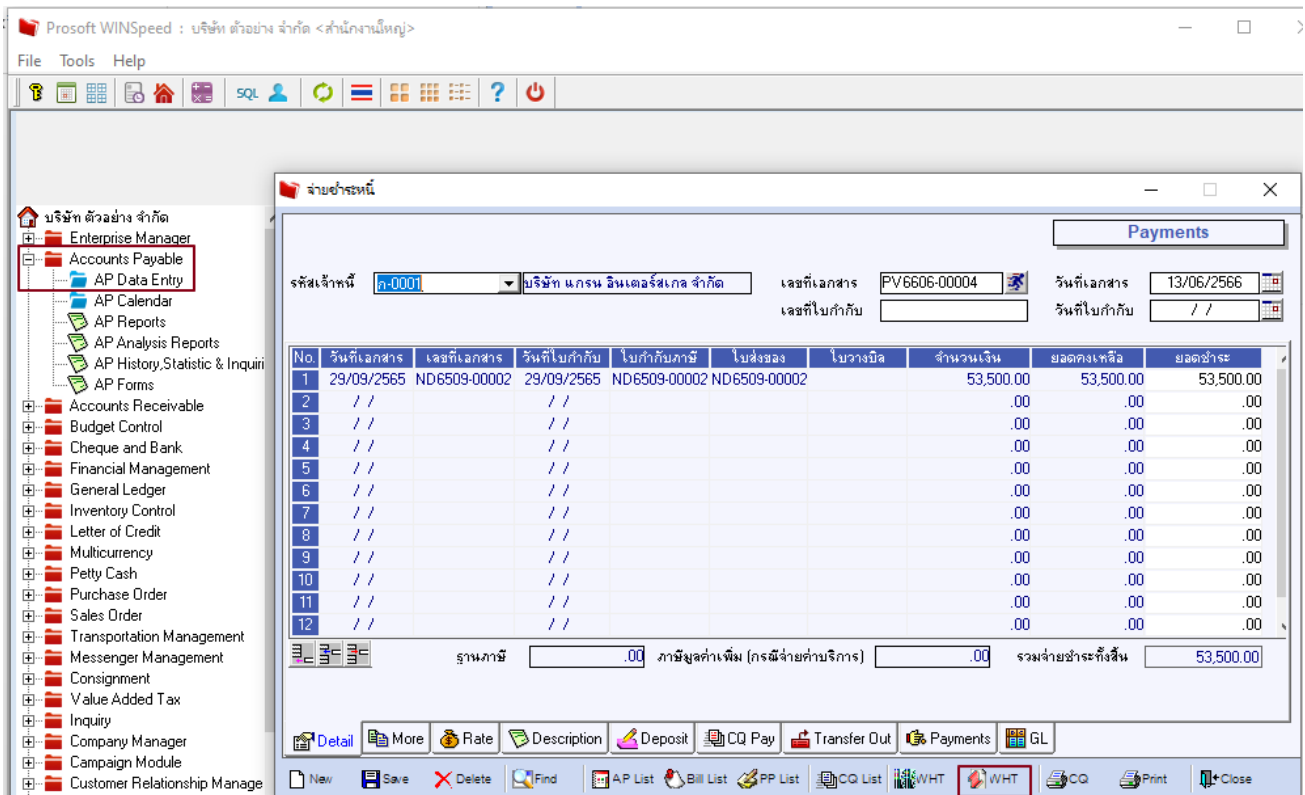 Prosoft WINSpeed : บริษัท ตัวอย่าง จำกัด <สำนักงานใหญ่>
File Tools Help
SQL
บริษัท ตัวอย่าง จำกัด
Enterprise Manager
Accounts Payable
AP Data Entry
AP Calendar
AP Reports
AP Analysis Reports
AP History,Statistic & Inquiri
AP Forms
Accounts Receivable
Budget Control
Cheque and Bank
Financial Management
General Ledger
Inventory Control
Letter of Credit
Multicurrency
Petty Cash
Purchase Order
Sales Order
Transportation Management
Messenger Management
Consignment
Value Added Tax
Inquiry
Company Manager
Campaign Module
Customer Relationship Manage
จ่ายชำระหนี้
Payments
รหัสเจ้าหนี้ ก-0001 บริษัท แกรน อินเตอร์สเกล จำกัด เลขที่เอกสาร PV6606-00004 วันที่เอกสาร 13/06/2566
เลขที่ใบกำกับ วันที่ใบกำกับ / /
No. วันที่เอกสาร เลขที่เอกสาร วันที่ใบกำกับ ใบกำกับภาษี ใบส่งของ ใบวางบิล จำนวนเงิน ยอดคงเหลือ ยอดชำระ
1 29/09/2565 ND6509-00002 29/09/2565 ND6509-00002 ND6509-00002 53,500.00 53,500.00 53,500.00
2 / / / / .00 .00 .00
3 / / / / .00 .00 .00
4 / / / / .00 .00 .00
5 / / / / .00 .00 .00
6 / / / / .00 .00 .00
7 / / / / .00 .00 .00
8 / / / / .00 .00 .00
9 / / / / .00 .00 .00
10 / / / / .00 .00 .00
11 / / / / .00 .00 .00
12 / / / / .00 .00 .00
ฐานภาษี .00 ภาษีมูลค่าเพิ่ม (กรณีจ่ายค่าบริการ) .00 รวมจ่ายชำระทั้งสิ้น 53,500.00
Detail More Rate Description Deposit CQ Pay Transfer Out Payments GL
New Save Delete Find AP List Bill List PP List CQ List WHT WHT CQ Print Close